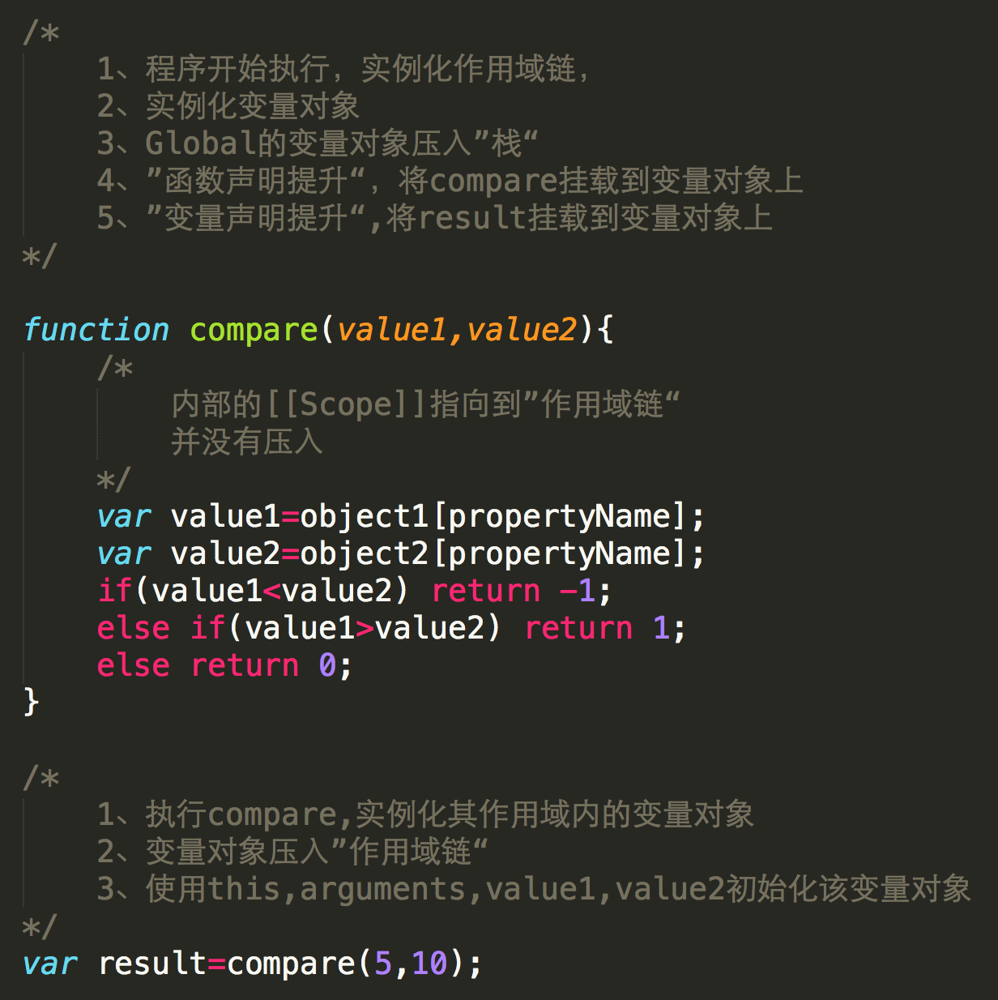 /*
1、程序开始执行，实例化作用域链，
2、实例化变量对象
3、Global的变量对象压入”栈“
4、”函数声明提升“，将compare挂载到变量对象上
5、”变量声明提升“,将result挂载到变量对象上
*/
function compare(value1,value2){
/*
内部的[[Scope]]指向到”作用域链“
并没有压入
*/
var value1=object1[propertyName];
var value2=object2[propertyName];
if(value1<value2) return -1;
else if(value1>value2) return 1;
else return 0;
}
/*
1、执行compare,实例化其作用域内的变量对象
2、变量对象压入”作用域链“
3、使用this,arguments,value1,value2初始化该变量对象
*/
var result=compare(5,10);